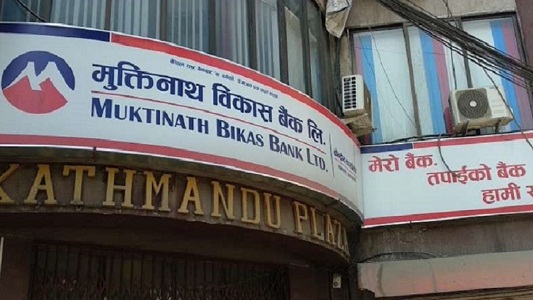 मुक्तिनाथ विकास बैंक लि.
MUKTINATH BIKAS BANK LTD.
KATHMANDU PLAZA
मेरो बैंक.
तपाईंको बैंक
हामी